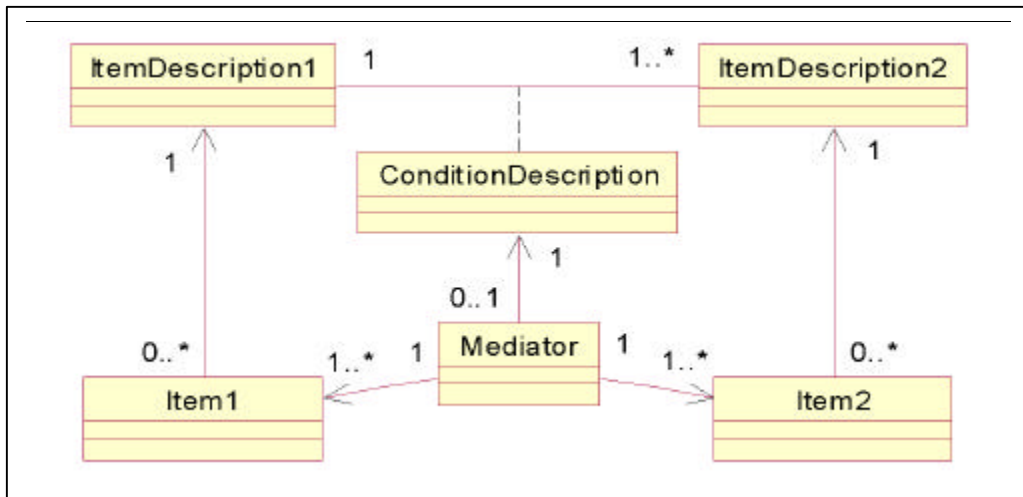 ItemDescription1
1
1..*
ItemDescription2
1
ConditionDescription
1
1
0..1
0..*
1..*
1
Mediator
1
1..*
0..*
Item1
Item2